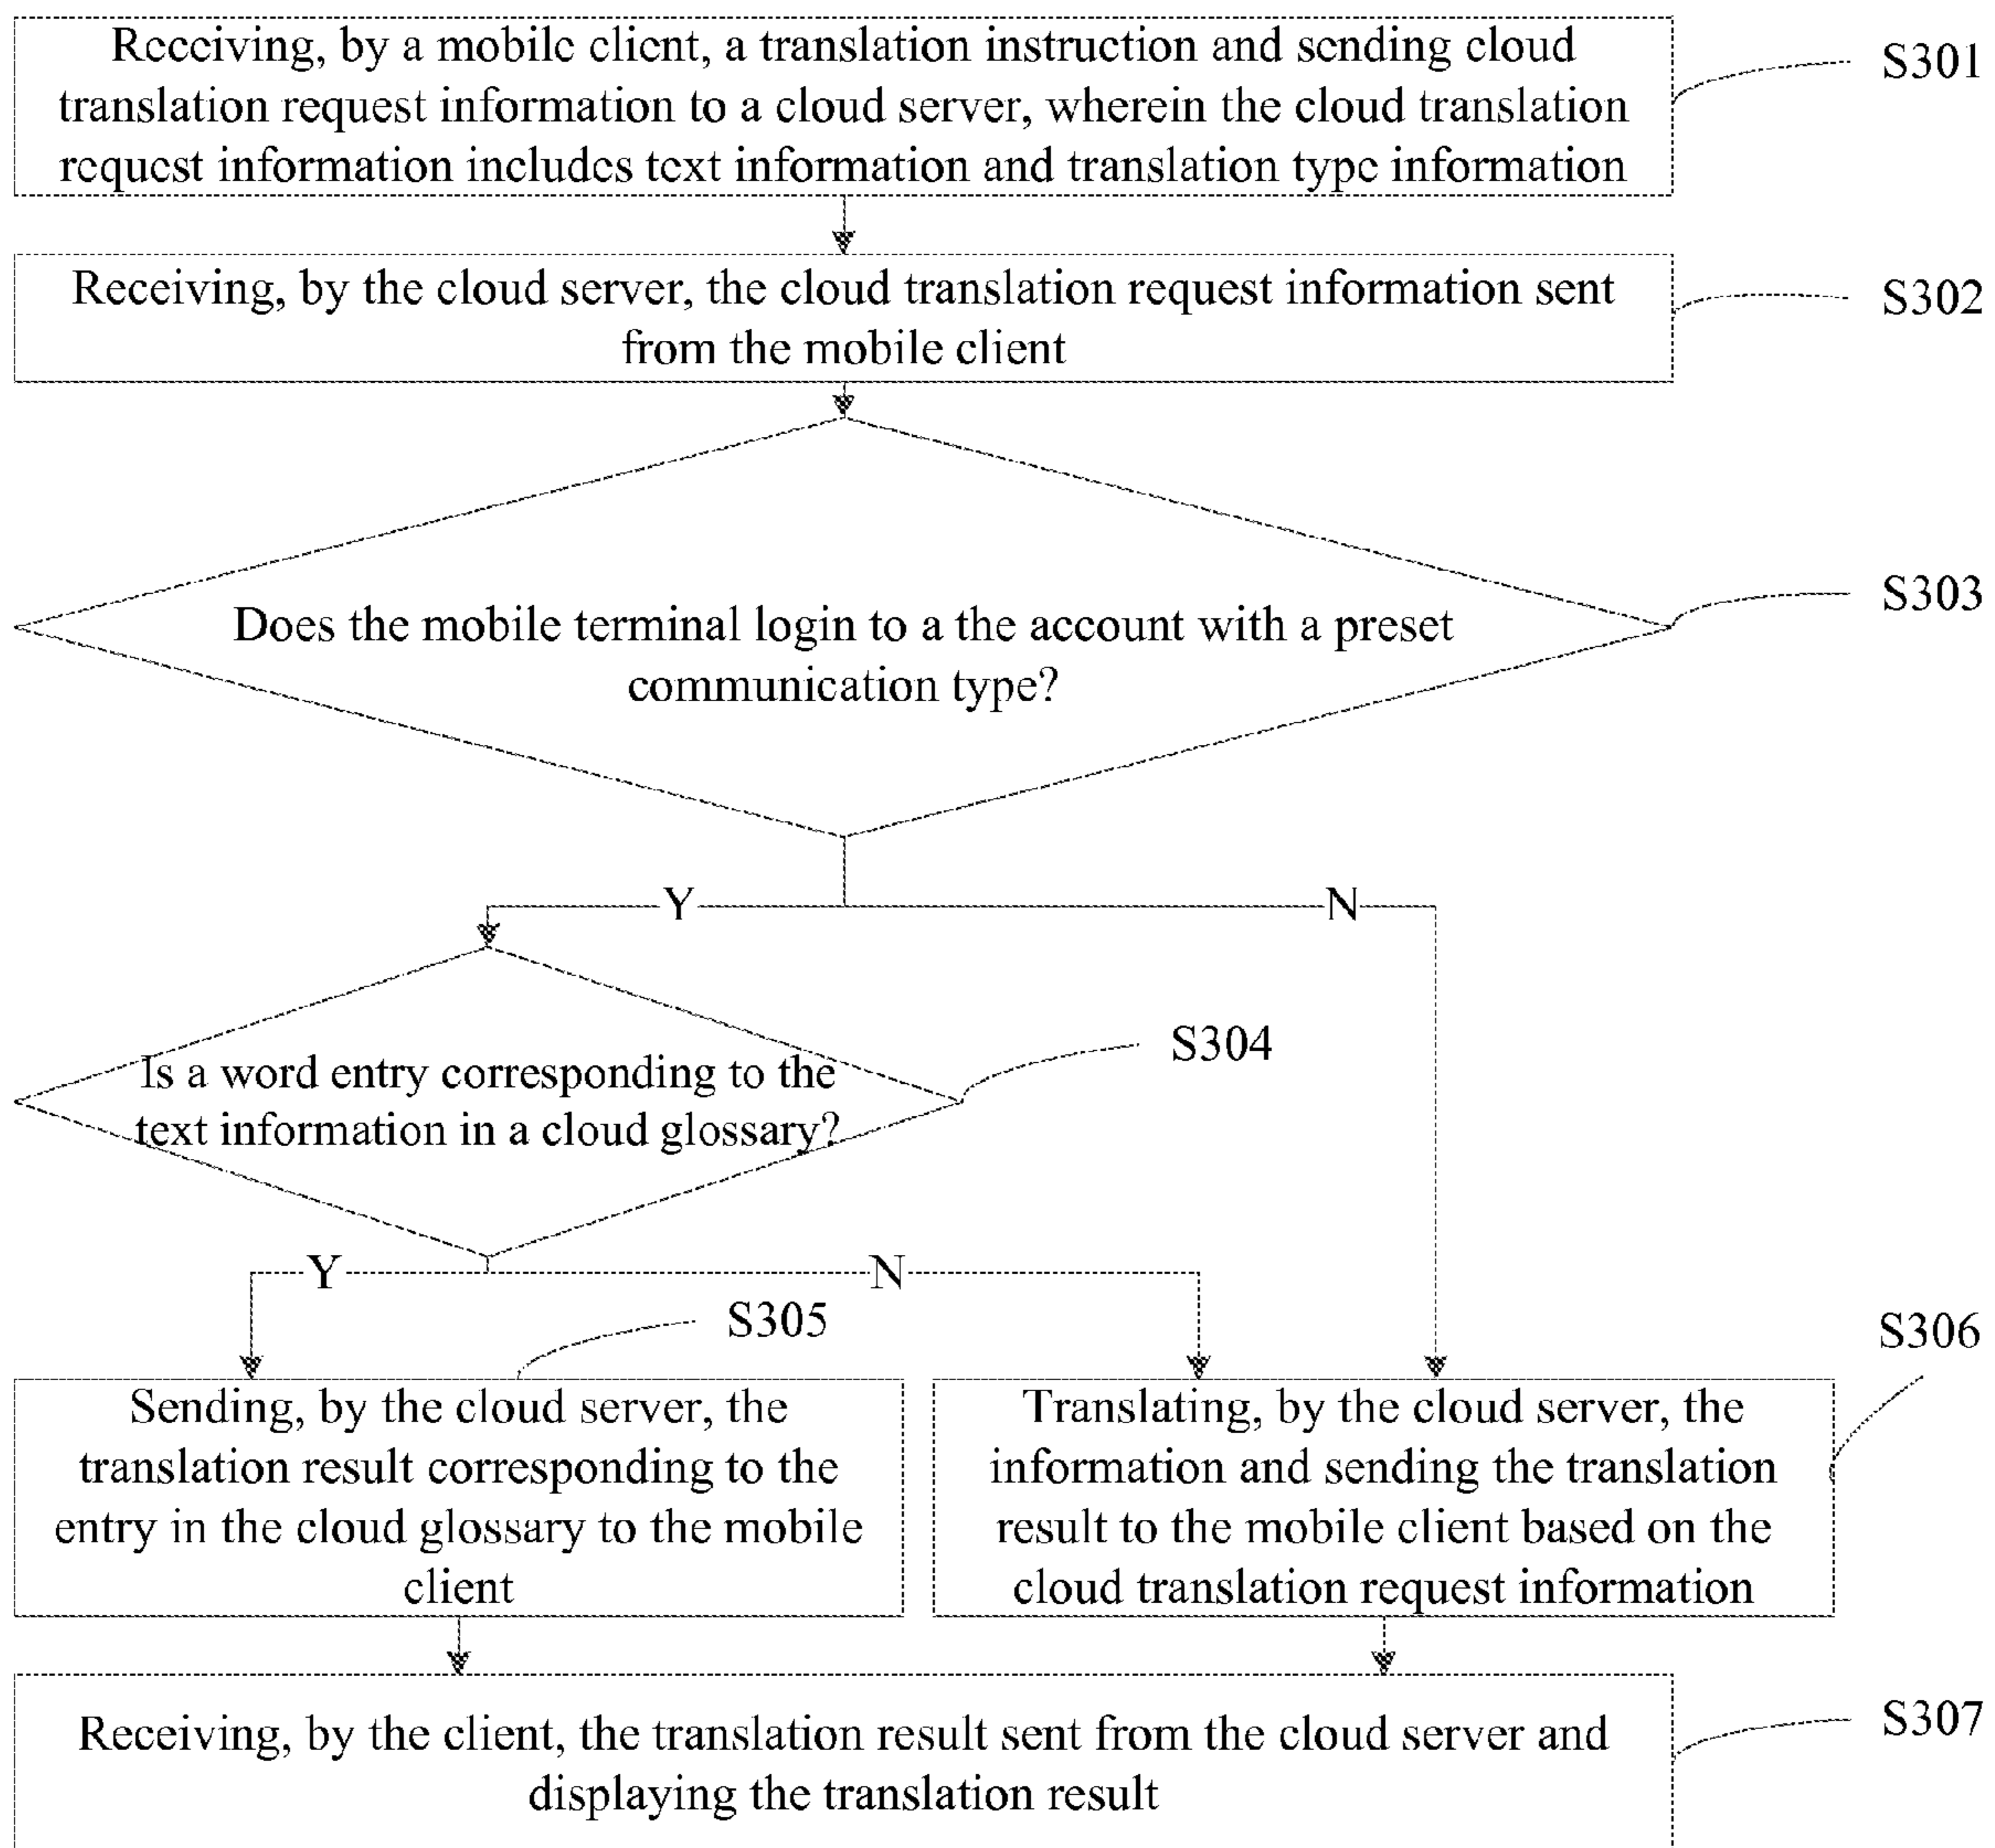 Receiving, by a mobile client, a translation instruction and sending cloud
translation request information to a cloud server, wherein the cloud translation
request information includes text information and translation type information
S301
Receiving, by the cloud server, the cloud translation request information sent
from the mobile client
S302
Does the mobile terminal login to a the account with a preset
communication type?
S303
Y
N
Is a word entry corresponding to the
text information in a cloud glossary?
S304
Y
N
S305
S306
Sending, by the cloud server, the
translation result corresponding to the
entry in the cloud glossary to the mobile
client
Translating, by the cloud server, the
information and sending the translation
result to the mobile client based on the
cloud translation request information
Receiving, by the client, the translation result sent from the cloud server and
displaying the translation result
S307